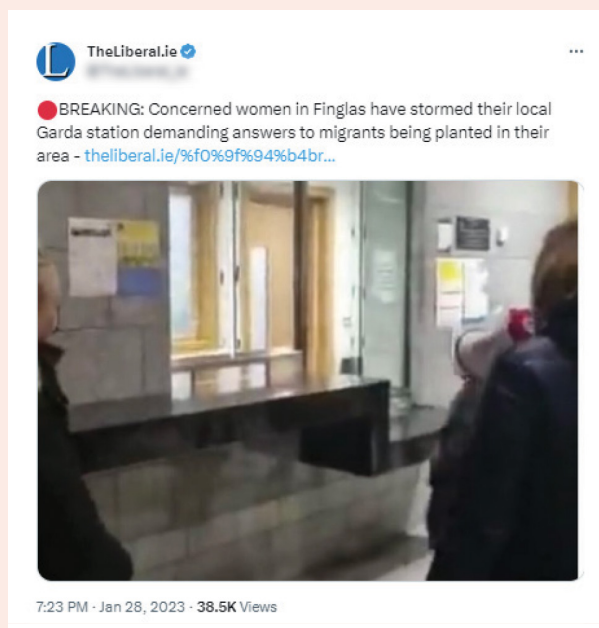 TheLiberal.ie
🔴BREAKING: Concerned women in Finglas have stormed their local
Garda station demanding answers to migrants being planted in their
area - theliberal.ie/%f0%9f%94%b4br...
7:23 PM · Jan 28, 2023 · 38.5K Views